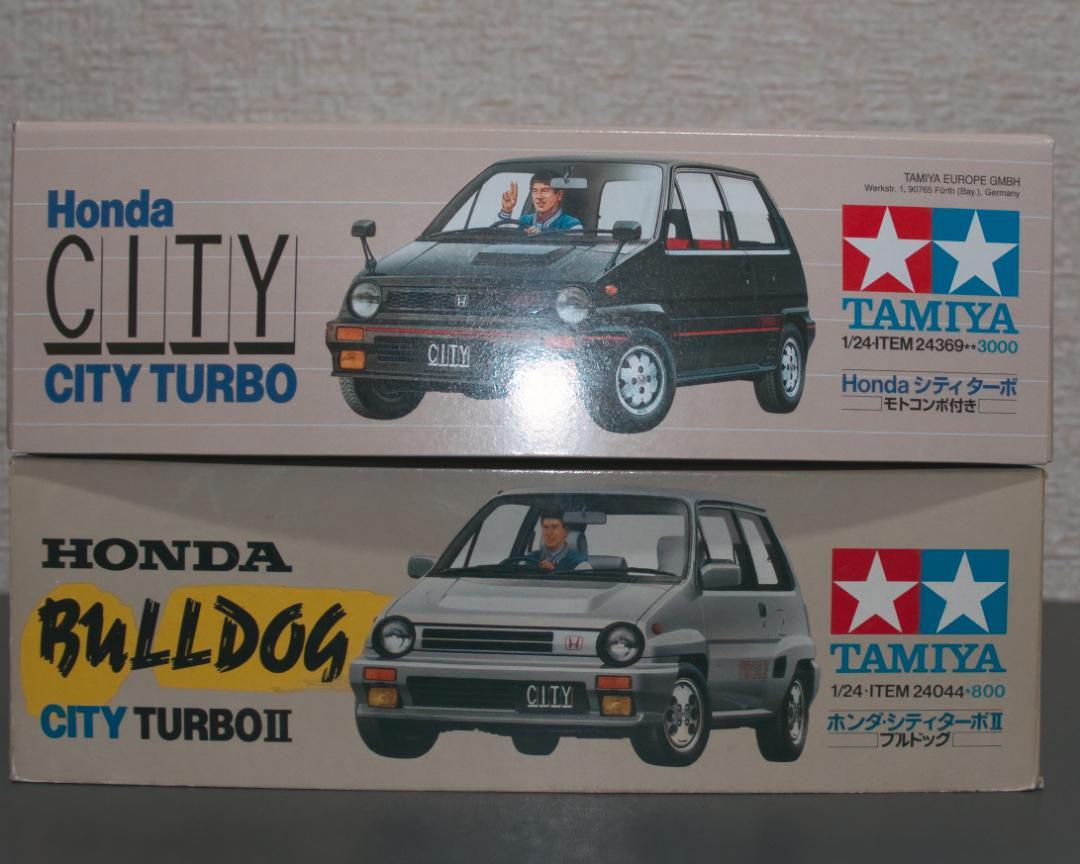 Honda
CITY
CITY TURBO
CITY
TAMIYA EUROPE GMBH
Werkstr. 1, 90765 Fürth (Bay.), Germany
TAMIYA
1/24・ITEM 24369**3000
Honda シティターボ
モトコンポ付き
HONDA
BULLDOG
CITY TURBOII
CITY
TAMIYA
1/24・ITEM 24044*800
ホンダ・シティターボII
ブルドッグ